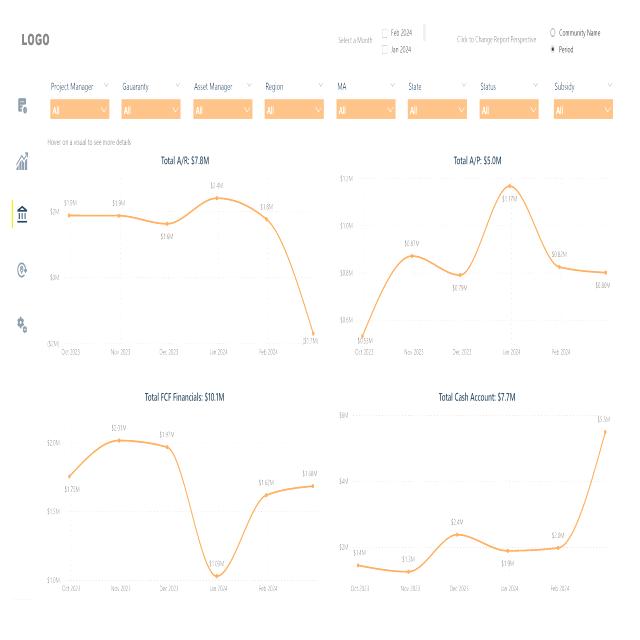 LOGO
Select a Month
Feb 2024
Jan 2024
Click to Change Report Perspective
Community Name
Period
Project Manager
Gauaranty
Asset Manager
Region
MA
State
Status
Subsidy
All
All
All
All
All
All
All
All
Hover on a visual to see more details
Total A/R: $7.8M
$2M
$0M
($2M)
$1.9M
$1.9M
$1.6M
$1.8M
($1.7M)
Oct 2023
Nov 2023
Dec 2023
Jan 2024
Feb 2024
Total A/P: $5.0M
$1.2M
$1.0M
$0.8M
$0.6M
$0.53M
$0.87M
$0.79M
$1.17M
$0.82M
$0.80M
Oct 2023
Nov 2023
Dec 2023
Jan 2024
Feb 2024
Total FCF Financials: $10.1M
$2.0M
$1.5M
$1.0M
$1.75M
$2.01M
$1.97M
$1.03M
$1.62M
$1.68M
Oct 2023
Nov 2023
Dec 2023
Jan 2024
Feb 2024
Total Cash Account: $7.7M
$6M
$4M
$2M
$1.4M
$2.4M
$1.9M
$2.0M
$5.5M
Oct 2023
Nov 2023
Dec 2023
Jan 2024
Feb 2024